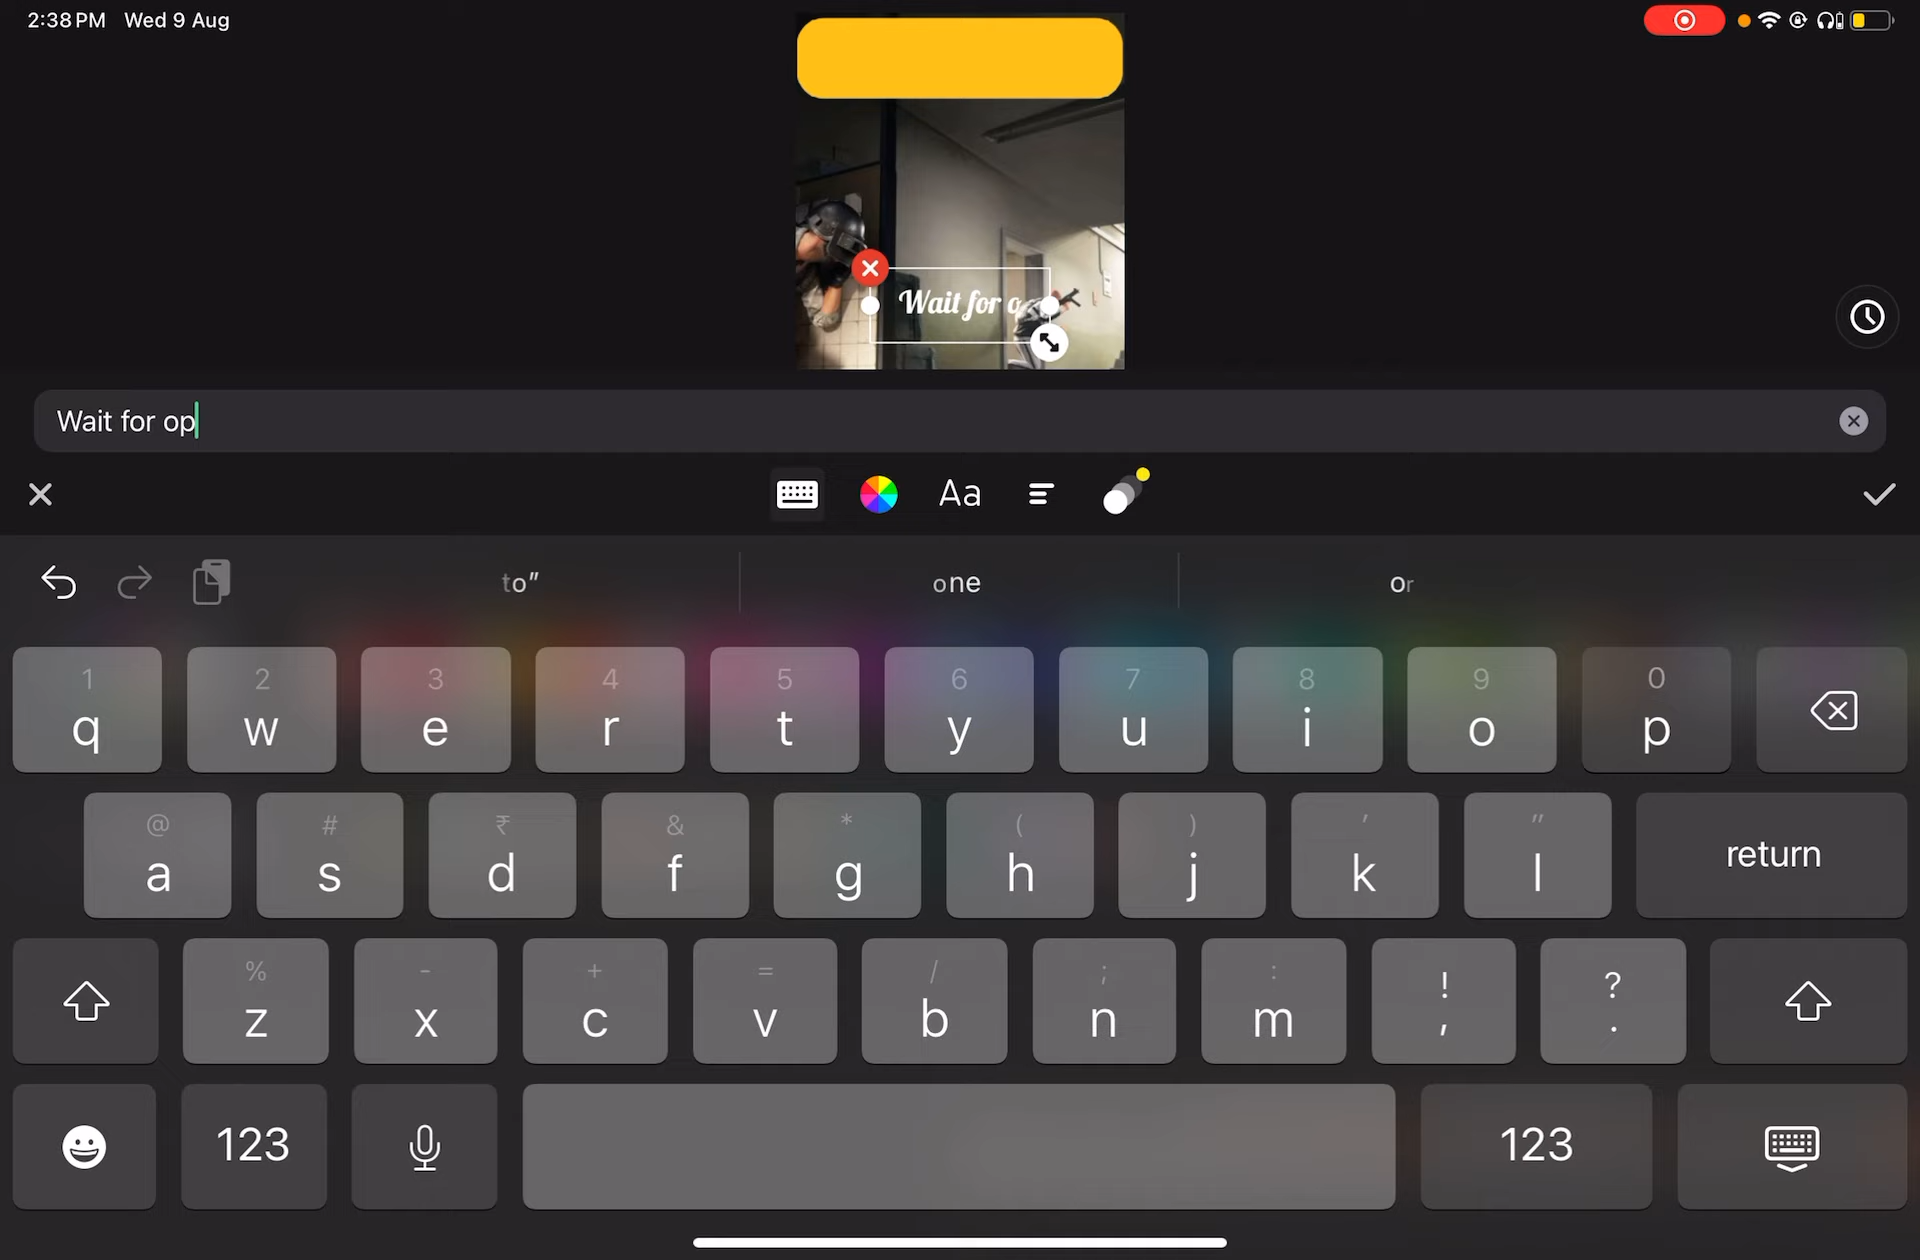 2:38 PM Wed 9 Aug
Wait for o
Wait for op
Aa
to" one or
1 2 3 4 5 6 7 8 9 0
q w e r t y u i o p
@ # ₹ & * ( ) ' "
a s d f g h j k l return
% - + = / ; : ! ?
z x c v b n m , .
123 123